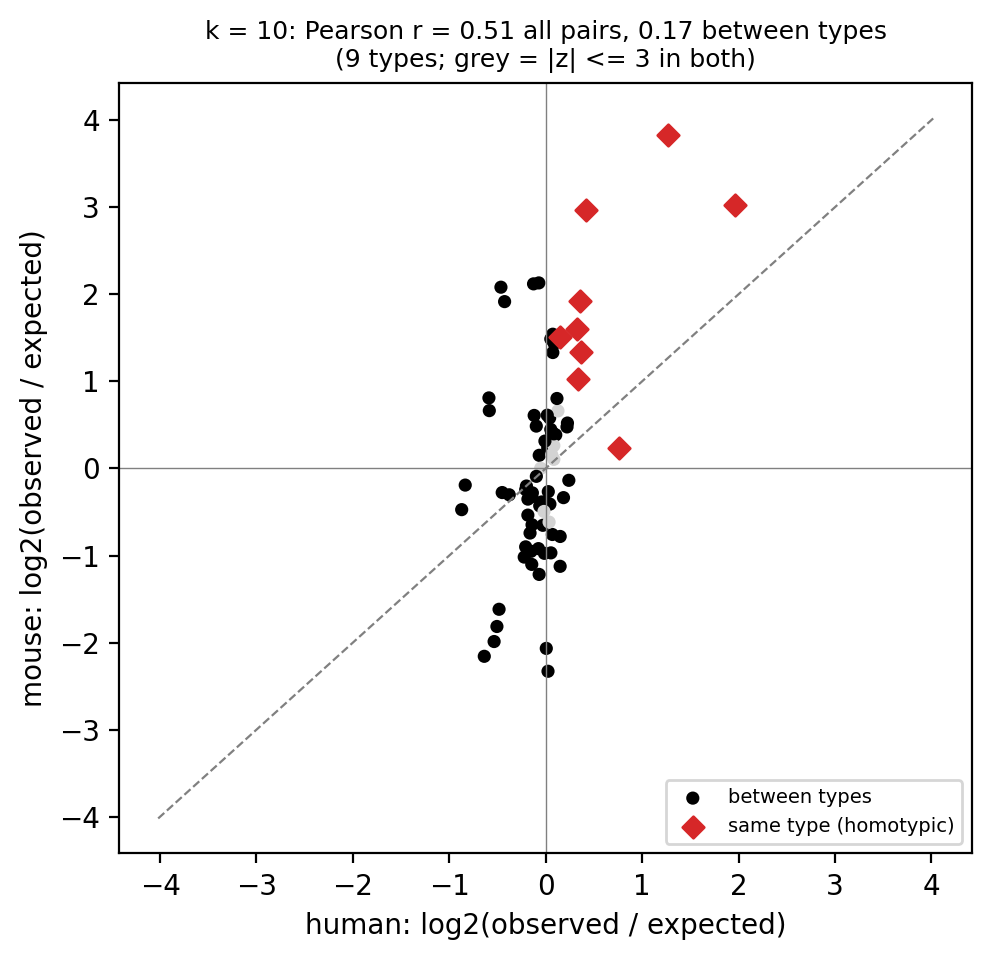 k = 10: Pearson r = 0.51 all pairs, 0.17 between types
(9 types; grey = |z| <= 3 in both)
mouse: log2(observed / expected)
4
3
2
1
0
−1
−2
−3
−4
between types
same type (homotypic)
−4 −3 −2 −1 0 1 2 3 4
human: log2(observed / expected)